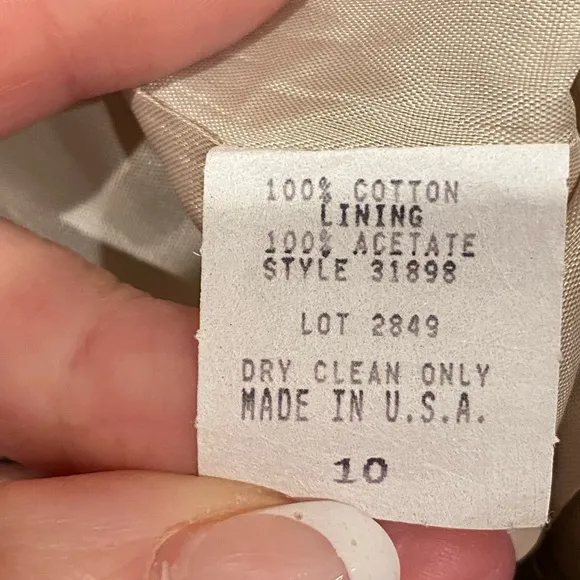 100% COTTON
LINING
100% ACETATE
STYLE 31898
LOT 2849
DRY CLEAN ONLY
MADE IN U.S.A.
10